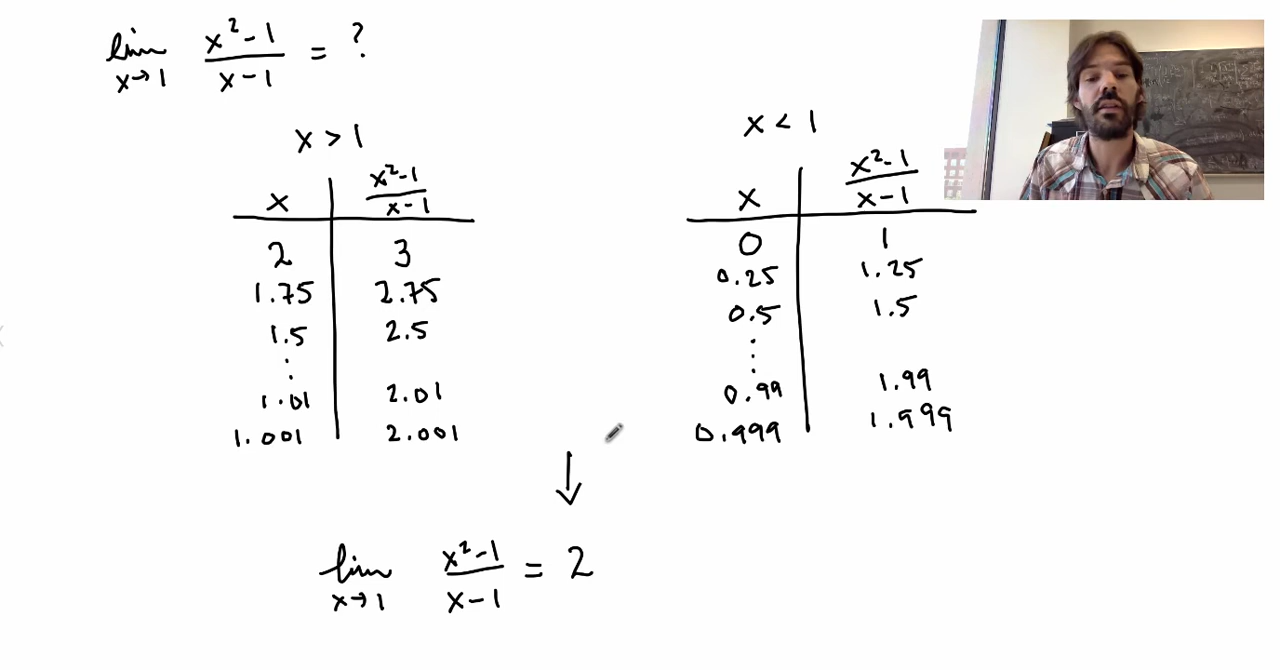 lim x→1 (x²-1)/(x-1) = ?
x > 1
x | (x²-1)/(x-1)
2 | 3
1.75 | 2.75
1.5 | 2.5
⋮
1.01 | 2.01
1.001 | 2.001
x < 1
x | (x²-1)/(x-1)
0 | 1
0.25 | 1.25
0.5 | 1.5
⋮
0.99 | 1.99
0.999 | 1.999
↓
lim x→1 (x²-1)/(x-1) = 2